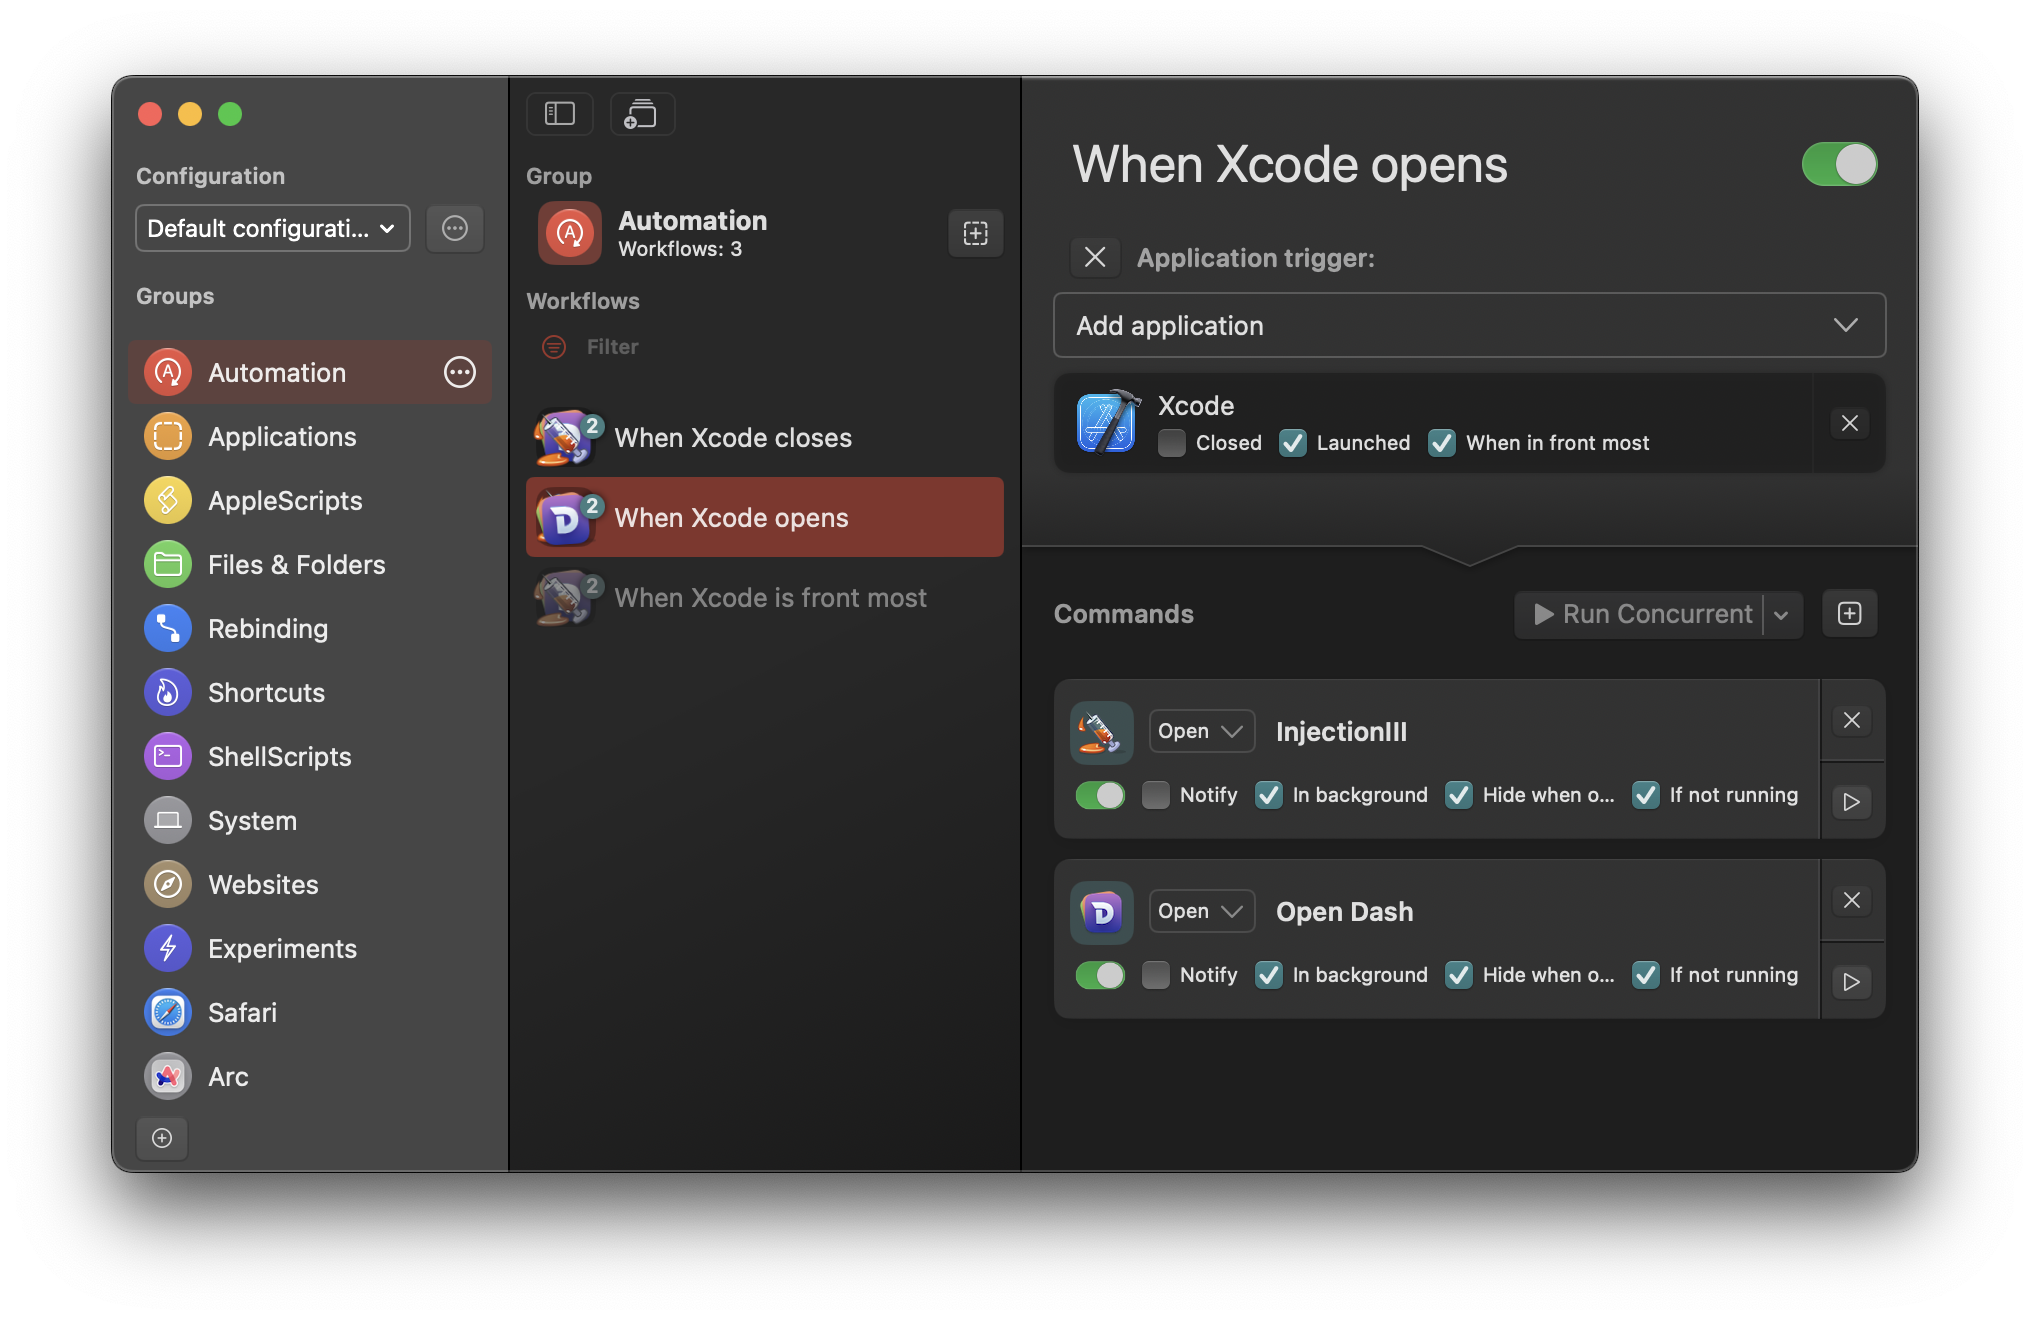 Configuration
Default configurati...
Groups
Automation
Applications
AppleScripts
Files & Folders
Rebinding
Shortcuts
ShellScripts
System
Websites
Experiments
Safari
Arc
Group
Automation
Workflows: 3
Workflows
Filter
2
When Xcode closes
2
When Xcode opens
2
When Xcode is front most
When Xcode opens
Application trigger:
Add application
Xcode
Closed Launched When in front most
Commands
Run Concurrent
Open InjectionIII
Notify In background Hide when o... If not running
Open Open Dash
Notify In background Hide when o... If not running